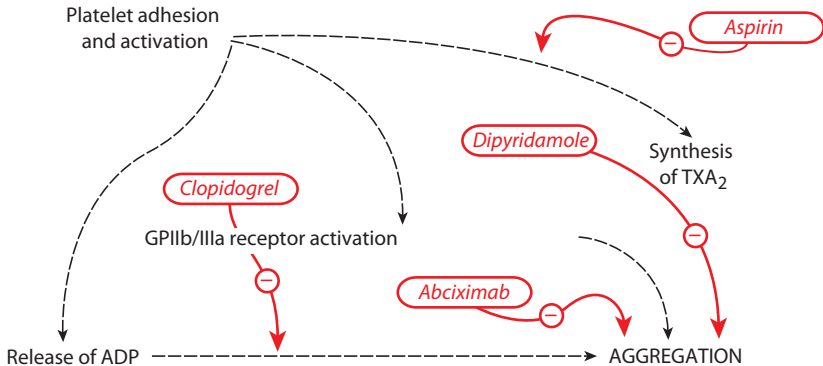 Platelet adhesion
and activation
Aspirin
−
Dipyridamole
Synthesis
of TXA₂
Clopidogrel
GPIIb/IIIa receptor activation
−
−
Abciximab
−
Release of ADP
AGGREGATION